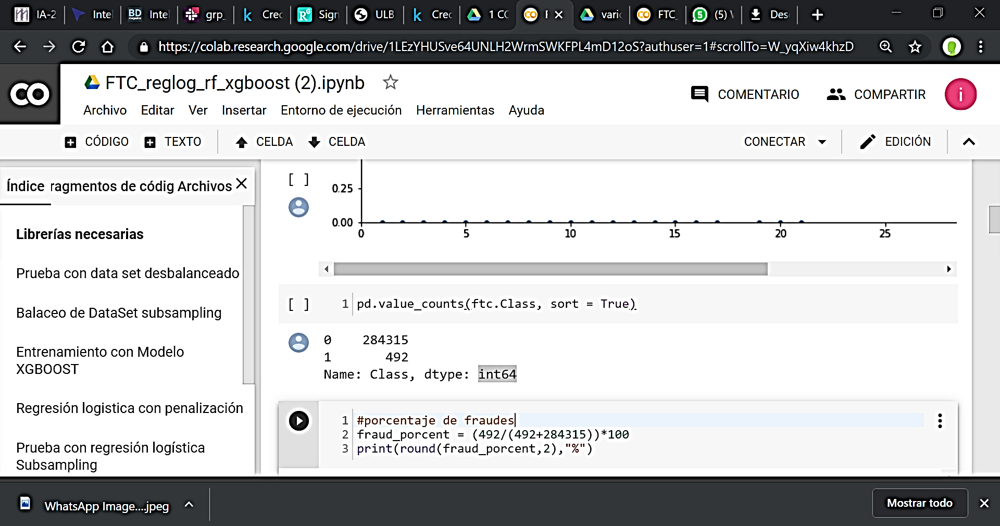 IA-2 Intel BD Intel grp_ Crec Sign ULB Crec 1 CC vario FTC_ (5) Des
https://colab.research.google.com/drive/1LEzYHUSve64UNLH2WrmSWKFPL4mD12oS?authuser=1#scrollTo=W_yqXiw4khzD
FTC_reglog_rf_xgboost (2).ipynb
COMENTARIO COMPARTIR i
Archivo Editar Ver Insertar Entorno de ejecución Herramientas Ayuda
CÓDIGO TEXTO CELDA CELDA CONECTAR EDICIÓN
Índice ragmentos de códig Archivos
Librerías necesarias
Prueba con data set desbalanceado
Balaceo de DataSet subsampling
Entrenamiento con Modelo
XGBOOST
Regresión logistica con penalización
Prueba con regresión logística
Subsampling
[ ]
0.25
0.00
0 5 10 15 20 25
[ ] 1 pd.value_counts(ftc.Class, sort = True)
0 284315
1 492
Name: Class, dtype: int64
1 #porcentaje de fraudes
2 fraud_porcent = (492/(492+284315))*100
3 print(round(fraud_porcent,2),"%")
WhatsApp Image....jpeg
Mostrar todo